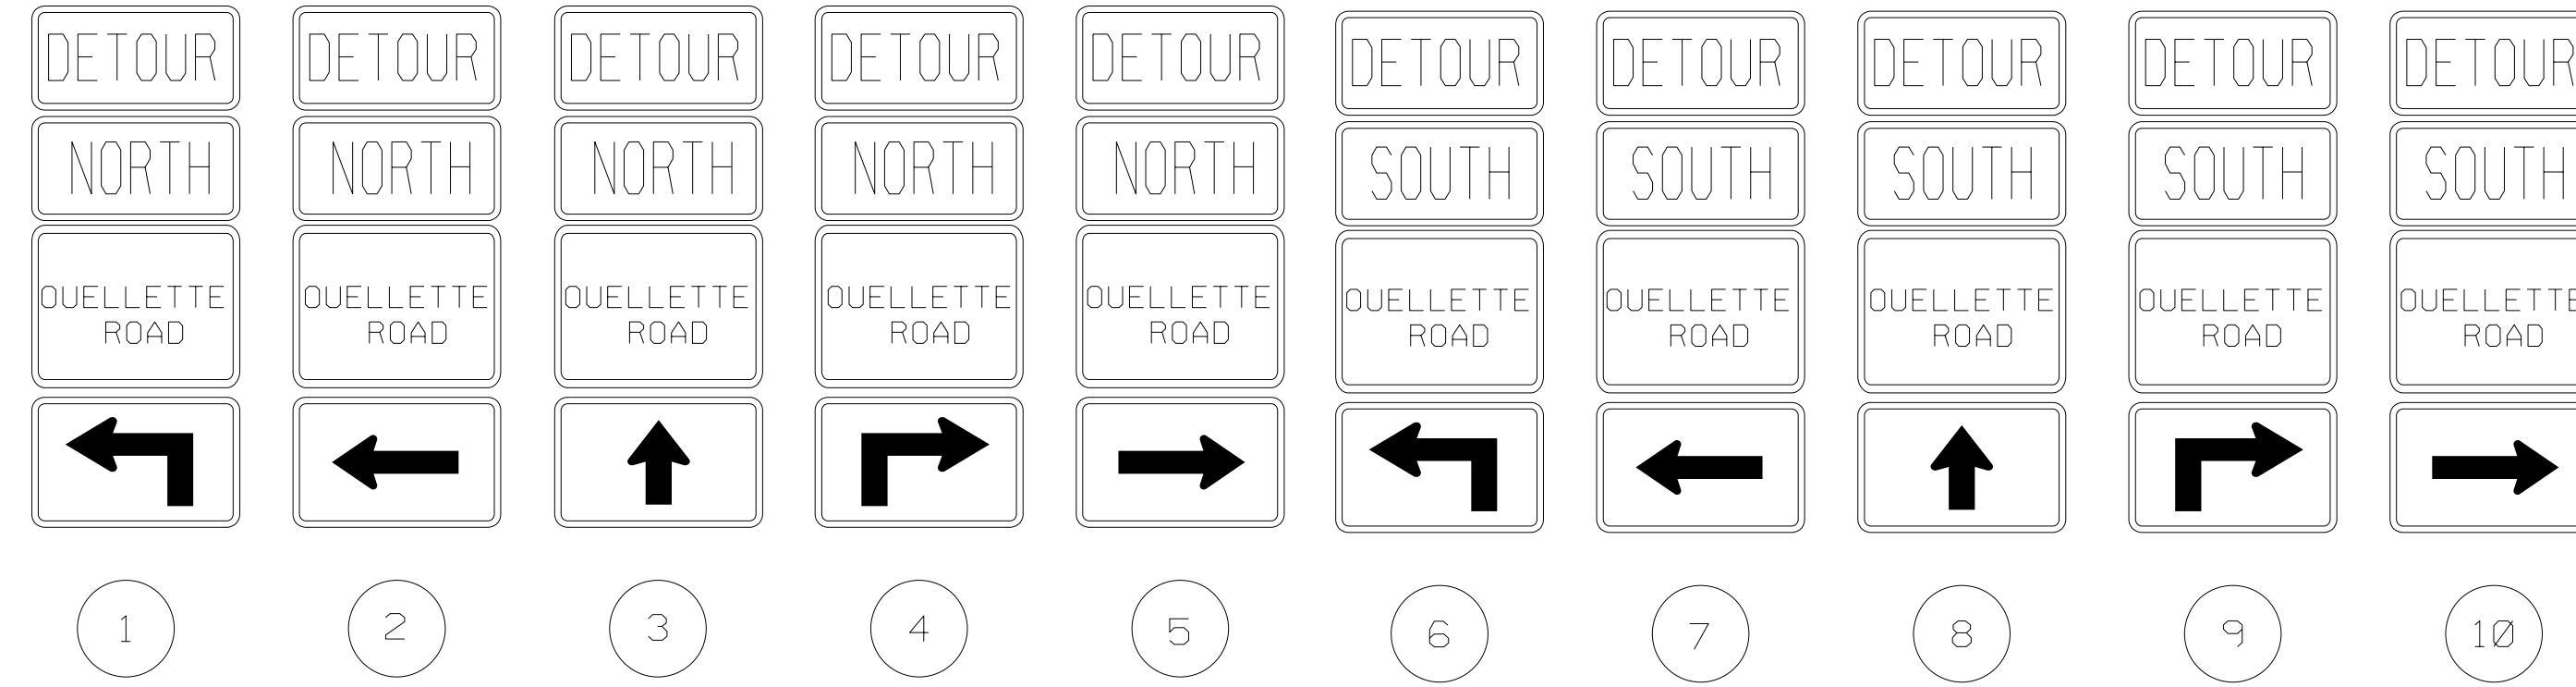 DETOUR
NORTH
OUELLETTE
ROAD
1
DETOUR
NORTH
OUELLETTE
ROAD
2
DETOUR
NORTH
OUELLETTE
ROAD
3
DETOUR
NORTH
OUELLETTE
ROAD
4
DETOUR
NORTH
OUELLETTE
ROAD
5
DETOUR
SOUTH
OUELLETTE
ROAD
6
DETOUR
SOUTH
OUELLETTE
ROAD
7
DETOUR
SOUTH
OUELLETTE
ROAD
8
DETOUR
SOUTH
OUELLETTE
ROAD
9
DETOUR
SOUTH
OUELLETTE
ROAD
10